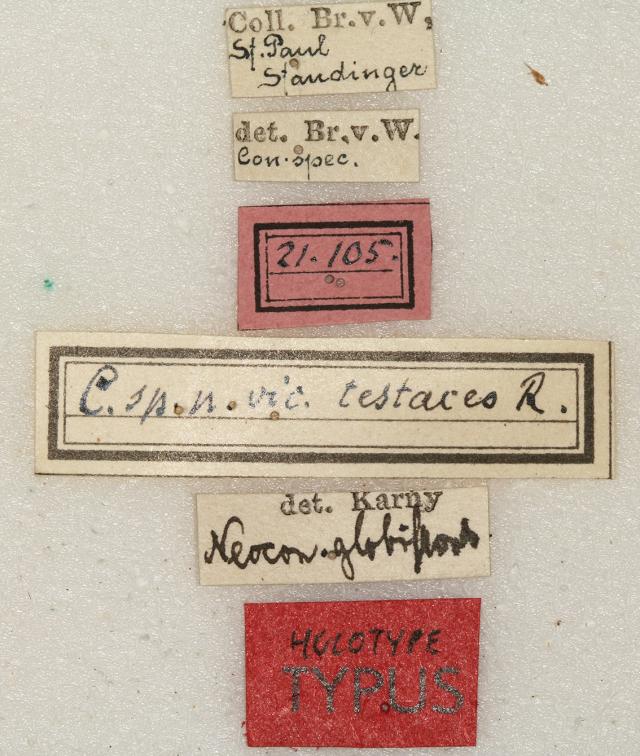 Coll. Br.v.W,
St. Paul
Staudinger
det. Br.v.W.
Con. spec.
21.105.
C. sp. n. vic. testaceo R.
det. Karny
Neocon.
HOLOTYPE
TYPUS